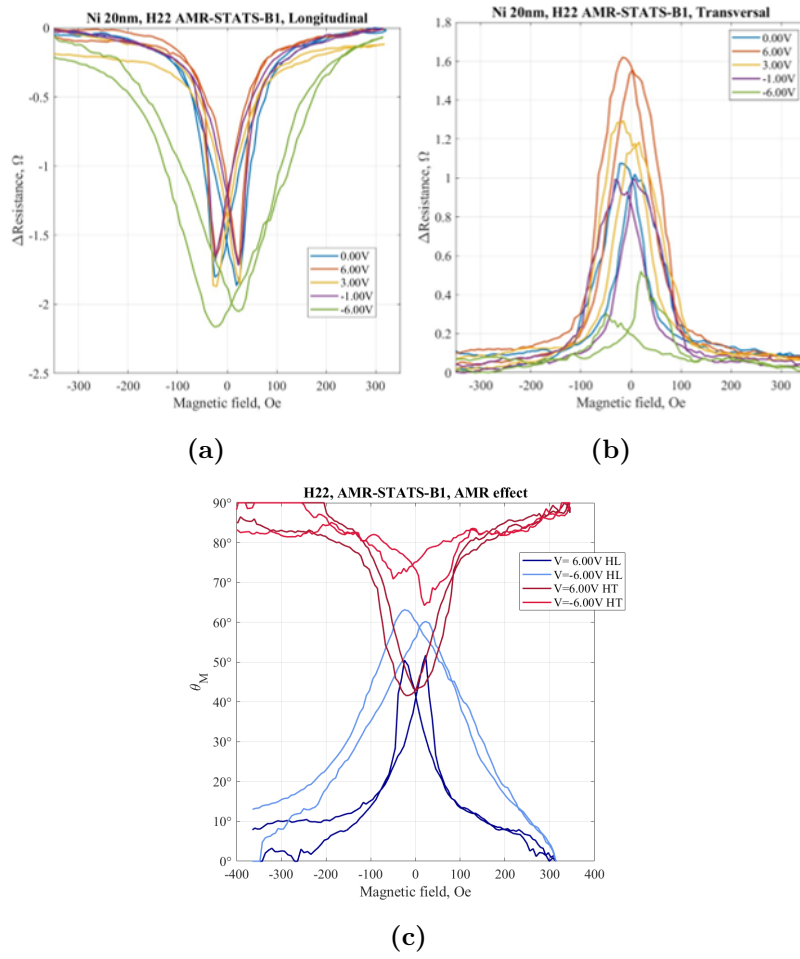 Ni 20nm, H22 AMR-STATS-B1, Longitudinal
0
-0.5
-1
-1.5
-2
-2.5
ΔResistance, Ω
0.00V
6.00V
3.00V
-1.00V
-6.00V
-300 -200 -100 0 100 200 300
Magnetic field, Oe
(a)
Ni 20nm, H22 AMR-STATS-B1, Transversal
1.8
1.6
1.4
1.2
1
0.8
0.6
0.4
0.2
0
ΔResistance, Ω
0.00V
6.00V
3.00V
-1.00V
-6.00V
-300 -200 -100 0 100 200 300
Magnetic field, Oe
(b)
H22, AMR-STATS-B1, AMR effect
90°
80°
70°
60°
50°
40°
30°
20°
10°
0°
θM
V= 6.00V HL
V=-6.00V HL
V=6.00V HT
V=-6.00V HT
-400 -300 -200 -100 0 100 200 300 400
Magnetic field, Oe
(c)